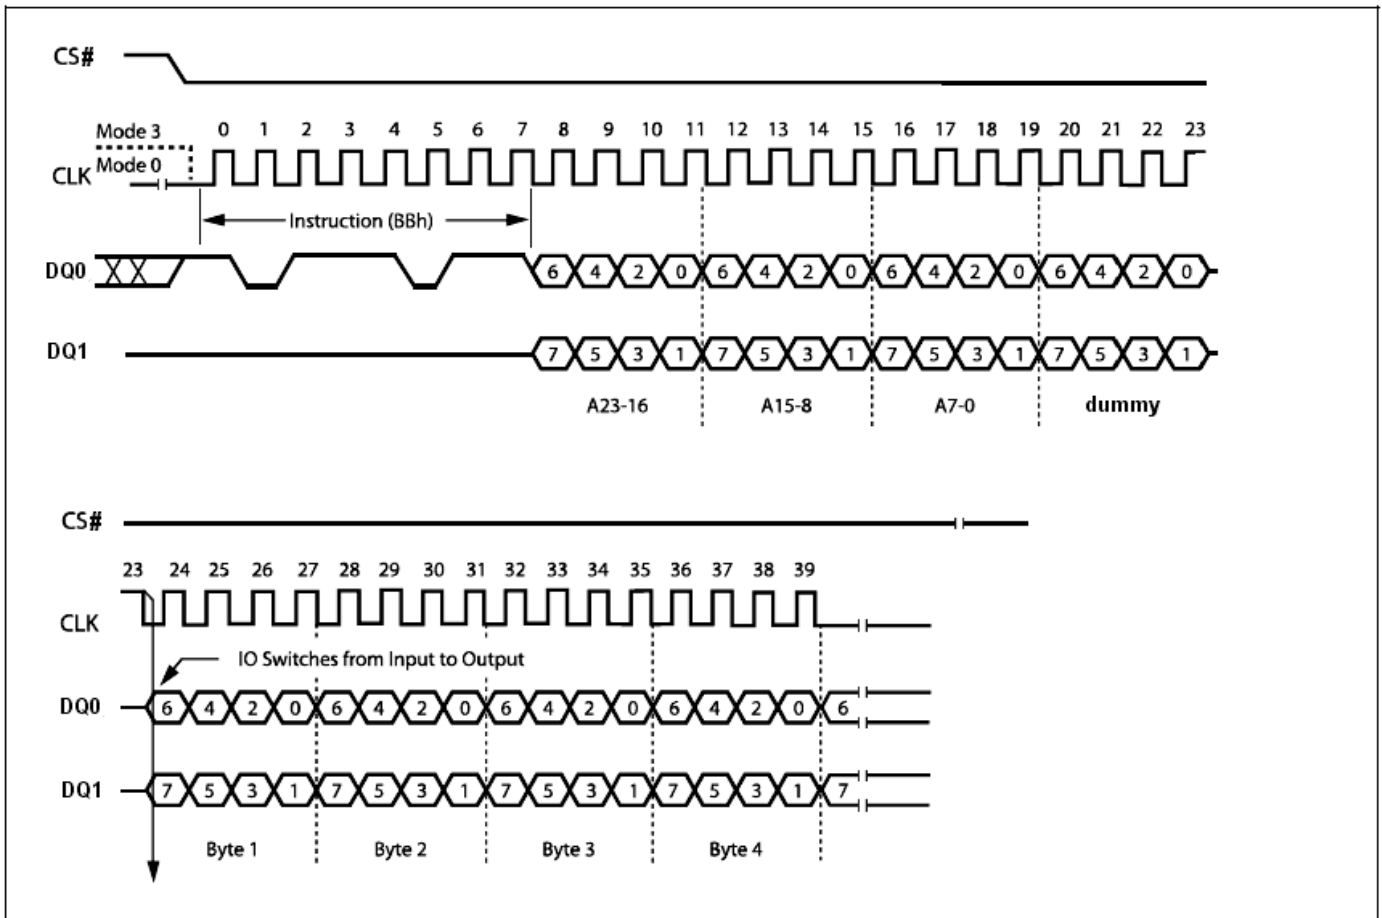 CS#
Mode 3
0 1 2 3 4 5 6 7 8 9 10 11 12 13 14 15 16 17 18 19 20 21 22 23
Mode 0
CLK
Instruction (BBh)
DQ0 6 4 2 0 6 4 2 0 6 4 2 0 6 4 2 0
DQ1 7 5 3 1 7 5 3 1 7 5 3 1 7 5 3 1
A23-16 A15-8 A7-0 dummy
CS#
23 24 25 26 27 28 29 30 31 32 33 34 35 36 37 38 39
CLK
IO Switches from Input to Output
DQ0 6 4 2 0 6 4 2 0 6 4 2 0 6 4 2 0 6
DQ1 7 5 3 1 7 5 3 1 7 5 3 1 7 5 3 1 7
Byte 1 Byte 2 Byte 3 Byte 4